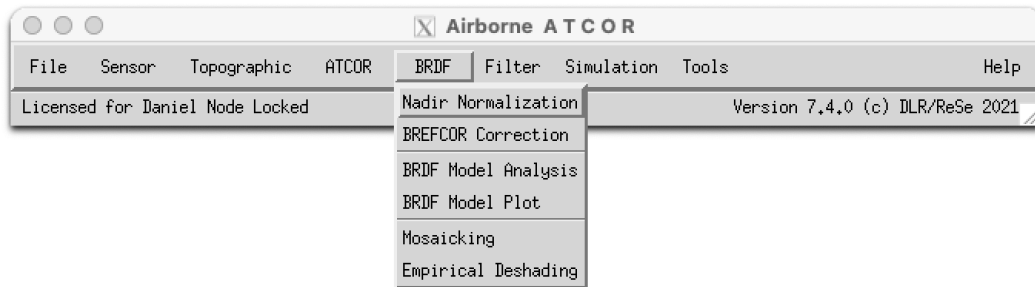 Airborne A T C O R
File Sensor Topographic ATCOR BRDF Filter Simulation Tools Help
Licensed for Daniel Node Locked Version 7.4.0 (c) DLR/ReSe 2021
Nadir Normalization
BREFCOR Correction
BRDF Model Analysis
BRDF Model Plot
Mosaicking
Empirical Deshading